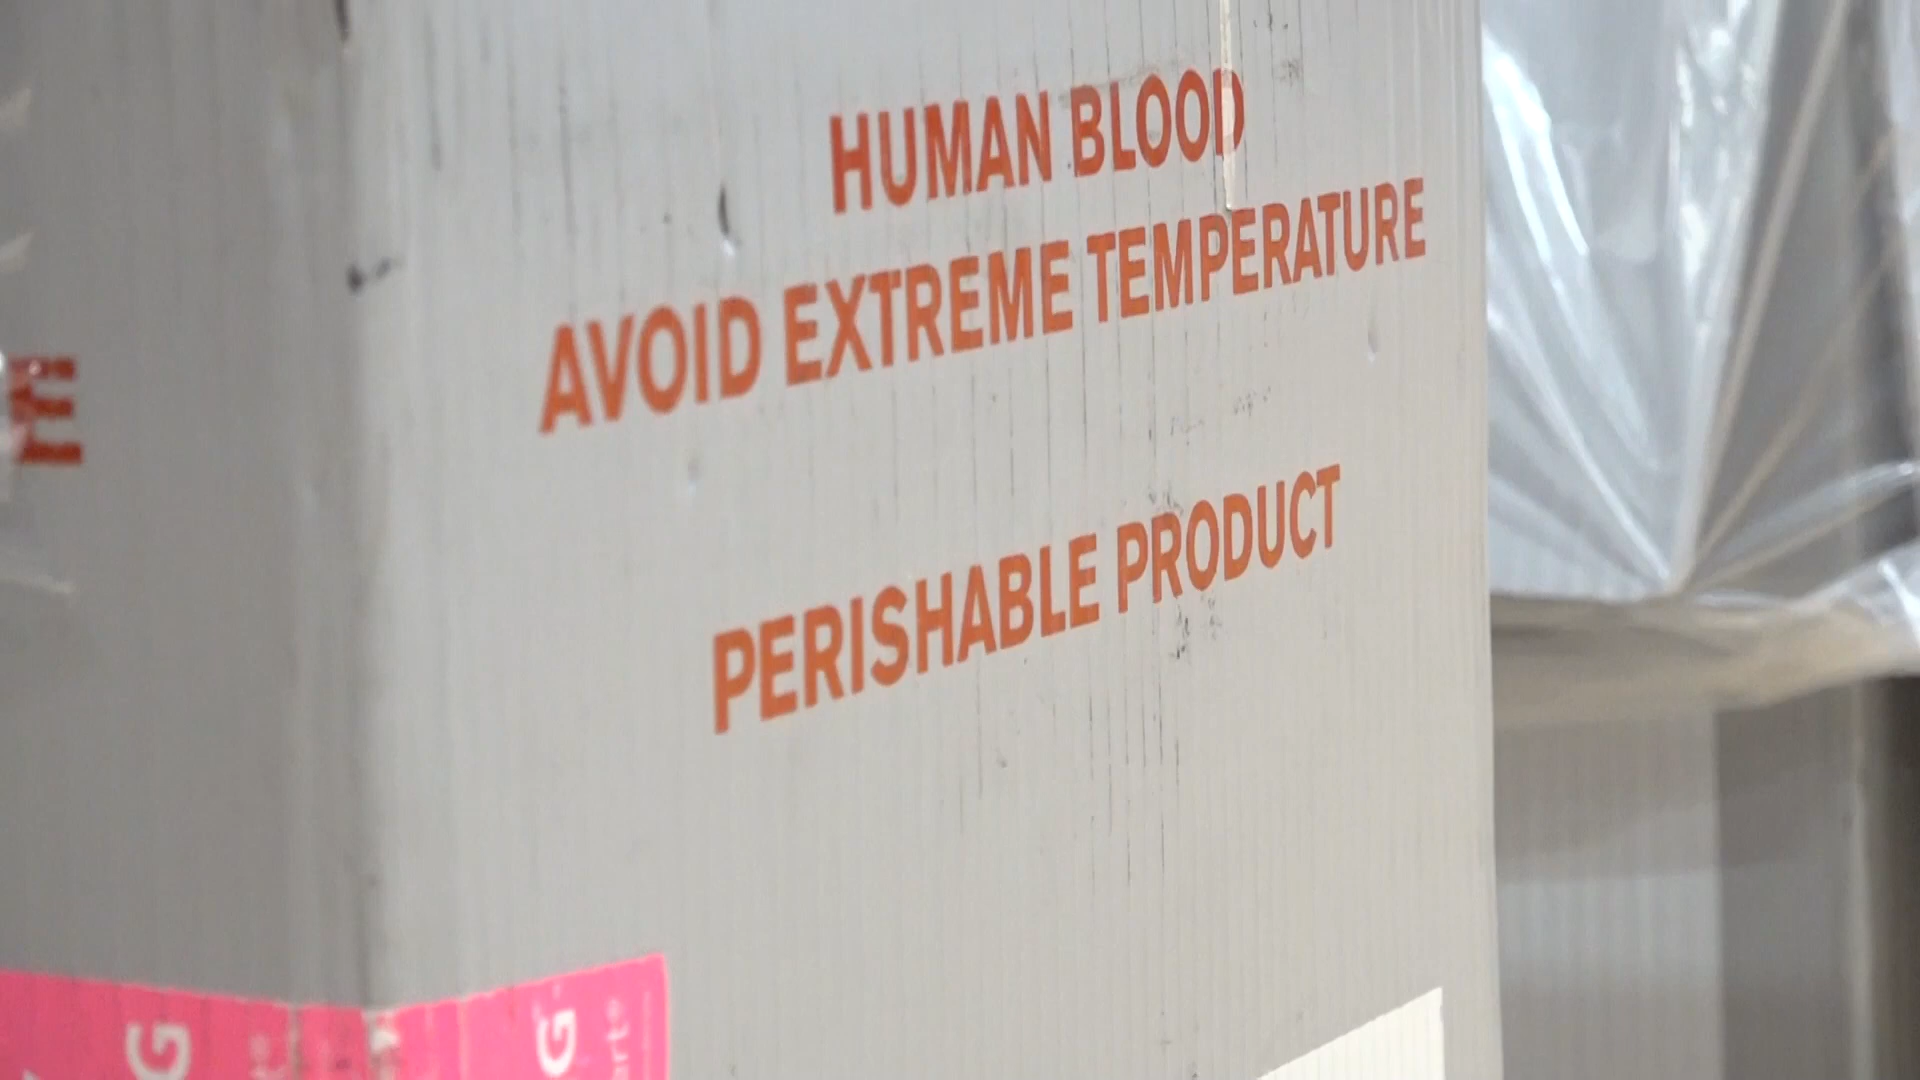 HUMAN BLOOD
AVOID EXTREME TEMPERATURE
PERISHABLE PRODUCT
E
G
G